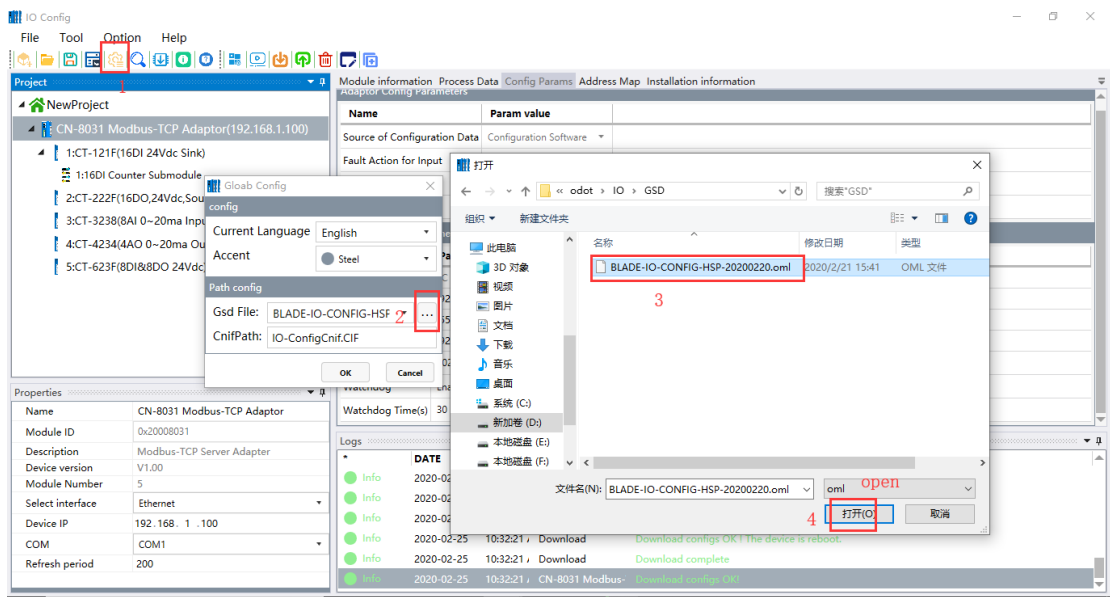 IO Config
File Tool Option Help
1
Project
NewProject
CN-8031 Modbus-TCP Adaptor(192.168.1.100)
1:CT-121F(16DI 24Vdc Sink)
1:16DI Counter Submodule
2:CT-222F(16DO,24Vdc,Sou
3:CT-3238(8AI 0~20ma Inpu
4:CT-4234(4AO 0~20ma Ou
5:CT-623F(8DI&8DO 24Vdc
Module information Process Data Config Params Address Map Installation information
Adaptor Config Parameters
Name Param value
Source of Configuration Data Configuration Software
Fault Action for Input
Watchdog Ena
Watchdog Time(s) 30
Gloab Config
config
Current Language English
Accent Steel
Path config
Gsd File: BLADE-IO-CONFIG-HSF 2 ...
CnifPath: IO-ConfigCnif.CIF
OK Cancel
打开
« odot › IO › GSD 搜索"GSD"
组织 新建文件夹
此电脑
3D 对象
视频
图片
文档
下载
音乐
桌面
系统 (C:)
新加卷 (D:)
本地磁盘 (E:)
本地磁盘 (F:)
名称 修改日期 类型
BLADE-IO-CONFIG-HSP-20200220.oml 2020/2/21 15:41 OML 文件
3
文件名(N): BLADE-IO-CONFIG-HSP-20200220.oml oml
open
4 打开(O) 取消
Properties
Name CN-8031 Modbus-TCP Adaptor
Module ID 0x20008031
Description Modbus-TCP Server Adapter
Device version V1.00
Module Number 5
Select interface Ethernet
Device IP 192.168. 1 .100
COM COM1
Refresh period 200
Logs
* DATE
Info 2020-02
Info 2020-02
Info 2020-02
Info 2020-02-25 10:32:21 Download Download configs OK ! The device is reboot.
Info 2020-02-25 10:32:21 Download Download complete
Info 2020-02-25 10:32:21 CN-8031 Modbus- Download configs OK!